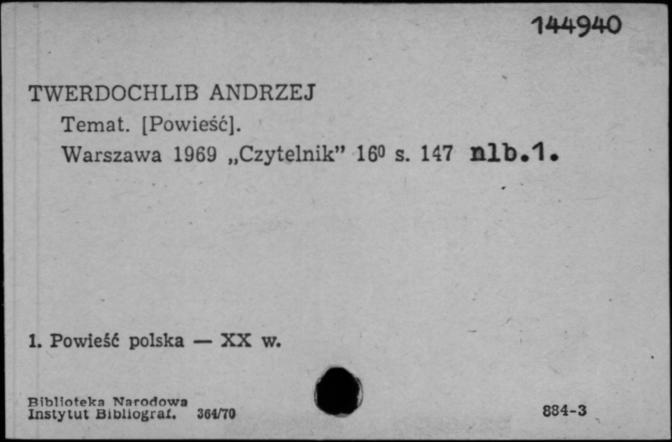 144940
TWERDOCHLIB ANDRZEJ
Temat. [Powieść].
Warszawa 1969 „Czytelnik” 16⁰ s. 147 nlb.1.
1. Powieść polska — XX w.
Biblioteka Narodowa
Instytut Bibliograf. 364/70
884-3